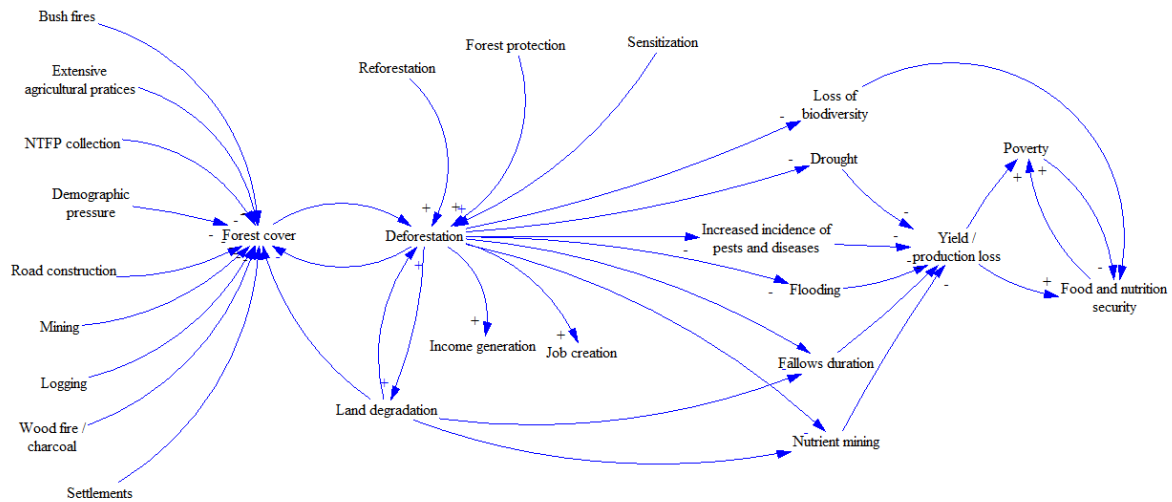 Bush fires
Extensive
agricultural pratices
NTFP collection
Demographic
pressure
Road construction
Mining
Logging
Wood fire /
charcoal
Settlements
Forest cover
Reforestation
Forest protection
Sensitization
Deforestation
Income generation
Job creation
Land degradation
Loss of
biodiversity
Drought
Increased incidence of
pests and diseases
Flooding
Fallows duration
Nutrient mining
Yield /
production loss
Poverty
Food and nutrition
security